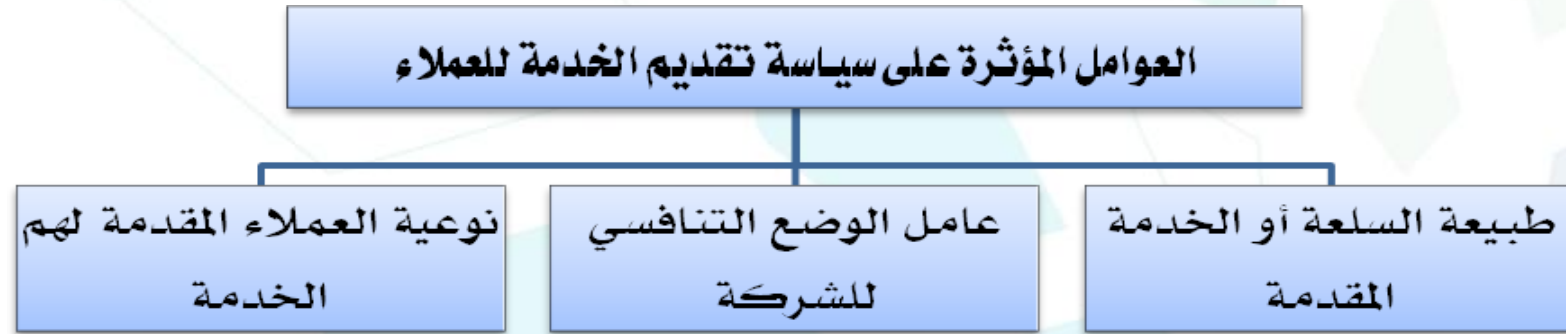 العوامل المؤثرة على سياسة تقديم الخدمة للعملاء
طبيعة السلعة أو الخدمة
المقدمة
عامل الوضع التنافسي
للشركة
نوعية العملاء المقدمة لهم
الخدمة